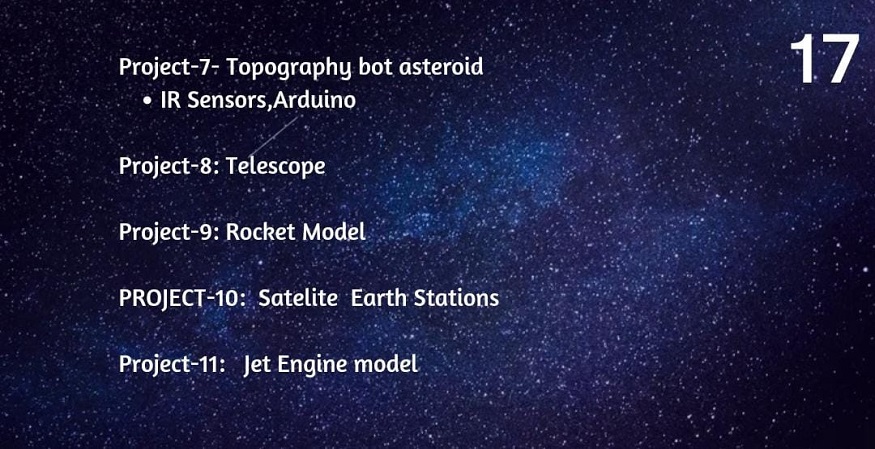 17
Project-7- Topography bot asteroid
• IR Sensors,Arduino
Project-8: Telescope
Project-9: Rocket Model
PROJECT-10: Satelite Earth Stations
Project-11: Jet Engine model